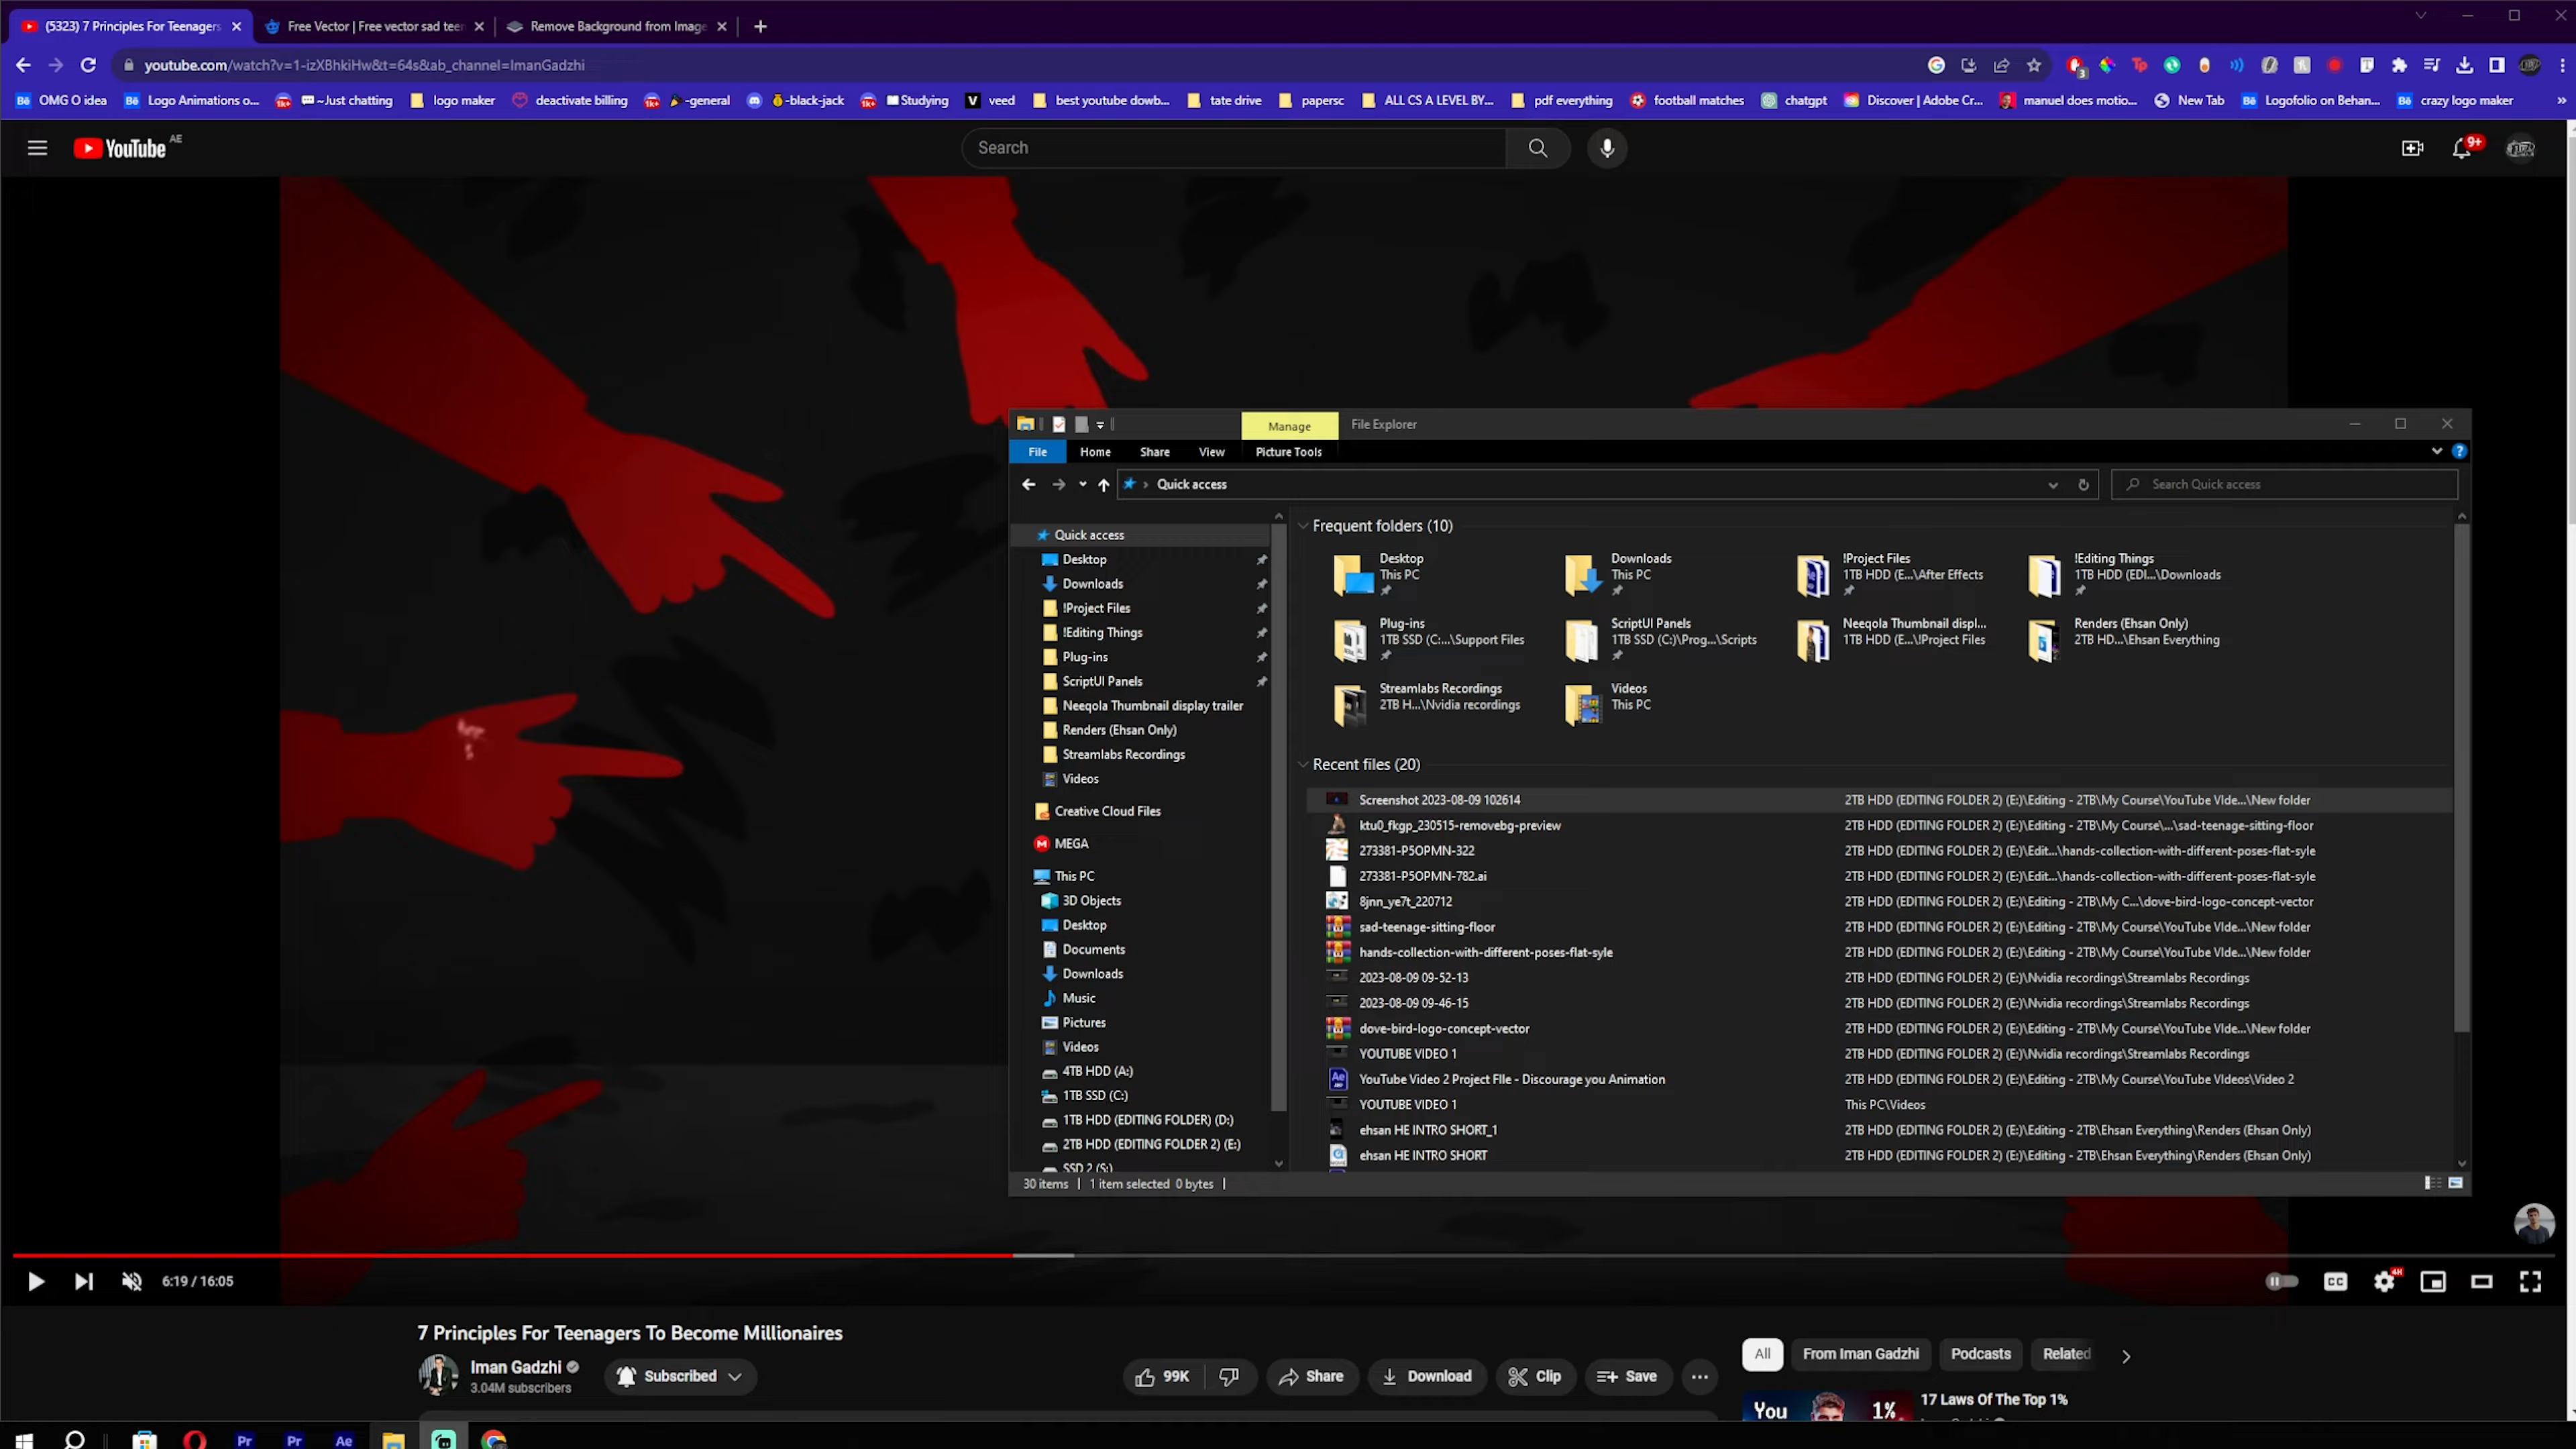 (5323) 7 Principles For Teenagers
Free Vector | Free vector sad teen
Remove Background from Image
youtube.com/watch?v=1-izXBhkiHw&t=64s&ab_channel=ImanGadzhi
OMG O idea
Logo Animations o...
~Just chatting
logo maker
deactivate billing
-general
-black-jack
Studying
veed
best youtube dowb...
tate drive
papersc
ALL CS A LEVEL BY...
pdf everything
football matches
chatgpt
Discover | Adobe Cr...
manuel does motio...
New Tab
Logofolio on Behan...
crazy logo maker
YouTube AE
Search
9+
Manage
File Explorer
File
Home
Share
View
Picture Tools
Quick access
Search Quick access
Quick access
Desktop
Downloads
!Project Files
!Editing Things
Plug-ins
ScriptUI Panels
Neeqola Thumbnail display trailer
Renders (Ehsan Only)
Streamlabs Recordings
Videos
Creative Cloud Files
MEGA
This PC
3D Objects
Desktop
Documents
Downloads
Music
Pictures
Videos
4TB HDD (A:)
1TB SSD (C:)
1TB HDD (EDITING FOLDER) (D:)
2TB HDD (EDITING FOLDER 2) (E:)
SSD 2 (S:)
Frequent folders (10)
Desktop
This PC
Downloads
This PC
!Project Files
1TB HDD (E...\After Effects
!Editing Things
1TB HDD (EDI...\Downloads
Plug-ins
1TB SSD (C:...\Support Files
ScriptUI Panels
1TB SSD (C:)\Prog...\Scripts
Neeqola Thumbnail displ...
1TB HDD (E...\!Project Files
Renders (Ehsan Only)
2TB HD...\Ehsan Everything
Streamlabs Recordings
2TB H...\Nvidia recordings
Videos
This PC
Recent files (20)
Screenshot 2023-08-09 102614 2TB HDD (EDITING FOLDER 2) (E:)\Editing - 2TB\My Course\YouTube VIde...\New folder
ktu0_fkgp_230515-removebg-preview 2TB HDD (EDITING FOLDER 2) (E:)\Editing - 2TB\My Course\...\sad-teenage-sitting-floor
273381-P5OPMN-322 2TB HDD (EDITING FOLDER 2) (E:)\Edit...\hands-collection-with-different-poses-flat-syle
273381-P5OPMN-782.ai 2TB HDD (EDITING FOLDER 2) (E:)\Edit...\hands-collection-with-different-poses-flat-syle
8jnn_ye7t_220712 2TB HDD (EDITING FOLDER 2) (E:)\Editing - 2TB\My C...\dove-bird-logo-concept-vector
sad-teenage-sitting-floor 2TB HDD (EDITING FOLDER 2) (E:)\Editing - 2TB\My Course\YouTube VIde...\New folder
hands-collection-with-different-poses-flat-syle 2TB HDD (EDITING FOLDER 2) (E:)\Editing - 2TB\My Course\YouTube VIde...\New folder
2023-08-09 09-52-13 2TB HDD (EDITING FOLDER 2) (E:)\Nvidia recordings\Streamlabs Recordings
2023-08-09 09-46-15 2TB HDD (EDITING FOLDER 2) (E:)\Nvidia recordings\Streamlabs Recordings
dove-bird-logo-concept-vector 2TB HDD (EDITING FOLDER 2) (E:)\Editing - 2TB\My Course\YouTube VIde...\New folder
YOUTUBE VIDEO 1 2TB HDD (EDITING FOLDER 2) (E:)\Nvidia recordings\Streamlabs Recordings
YouTube Video 2 Project FIle - Discourage you Animation 2TB HDD (EDITING FOLDER 2) (E:)\Editing - 2TB\My Course\YouTube VIdeos\Video 2
YOUTUBE VIDEO 1 This PC\Videos
ehsan HE INTRO SHORT_1 2TB HDD (EDITING FOLDER 2) (E:)\Editing - 2TB\Ehsan Everything\Renders (Ehsan Only)
ehsan HE INTRO SHORT 2TB HDD (EDITING FOLDER 2) (E:)\Editing - 2TB\Ehsan Everything\Renders (Ehsan Only)
30 items 1 item selected 0 bytes
6:19 / 16:05
CC
7 Principles For Teenagers To Become Millionaires
Iman Gadzhi
3.04M subscribers
Subscribed
99K
Share
Download
Clip
Save
All
From Iman Gadzhi
Podcasts
Related
17 Laws Of The Top 1%
You 1%
Pr
Pr
Ae